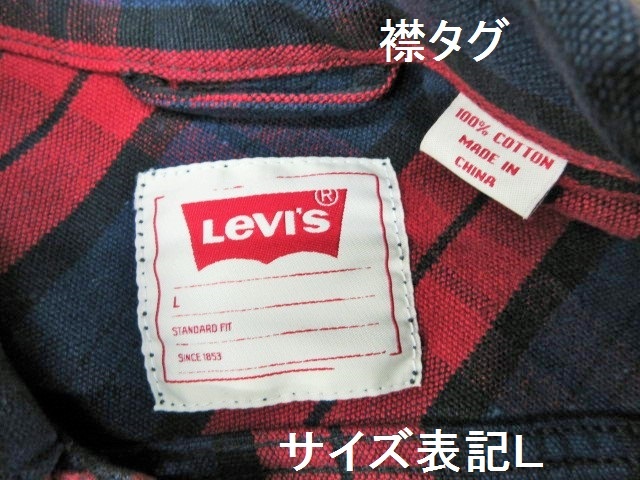 襟タグ
100% COTTON
MADE IN
CHINA
Levi's®
L
STANDARD FIT
SINCE 1853
サイズ表記L